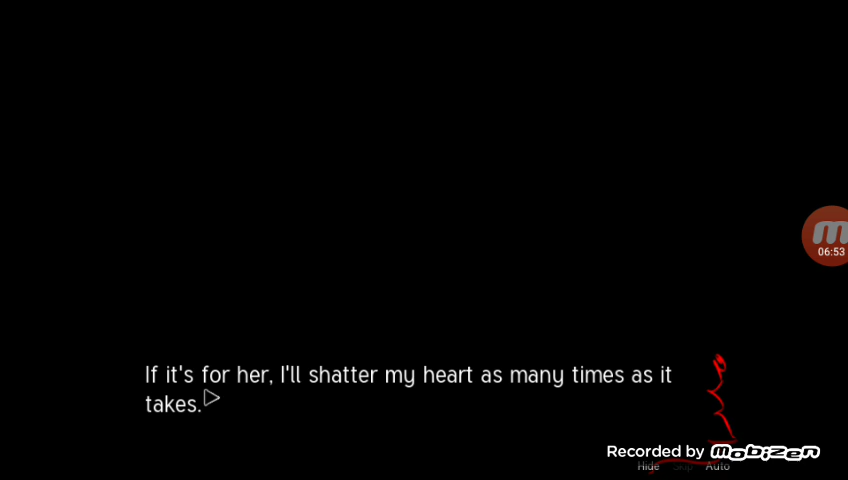 06:53
If it's for her, I'll shatter my heart as many times as it
takes.
Recorded by mobizen
Hide Skip Auto